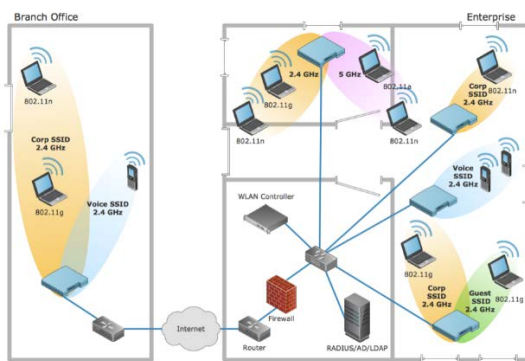 Branch Office
Enterprise
802.11n
Corp SSID
2.4 GHz
802.11g
Voice SSID
2.4 GHz
2.4 GHz
5 GHz
802.11g
802.11n
802.11a
802.11n
Corp
SSID
2.4 GHz
802.11n
Voice
SSID
2.4 GHz
WLAN Controller
802.11g
Corp
SSID
2.4 GHz
Guest
SSID
2.4 GHz
802.11g
Firewall
Internet
Router
RADIUS/AD/LDAP